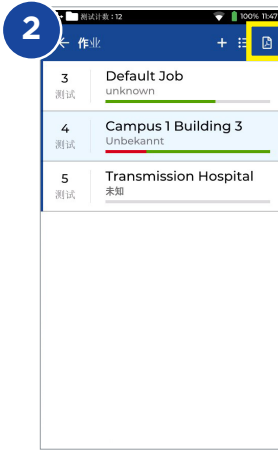 2
测试计数:12 100% 11:47
作业
3 测试
Default Job
unknown
4 测试
Campus 1 Building 3
Unbekannt
5 测试
Transmission Hospital
未知